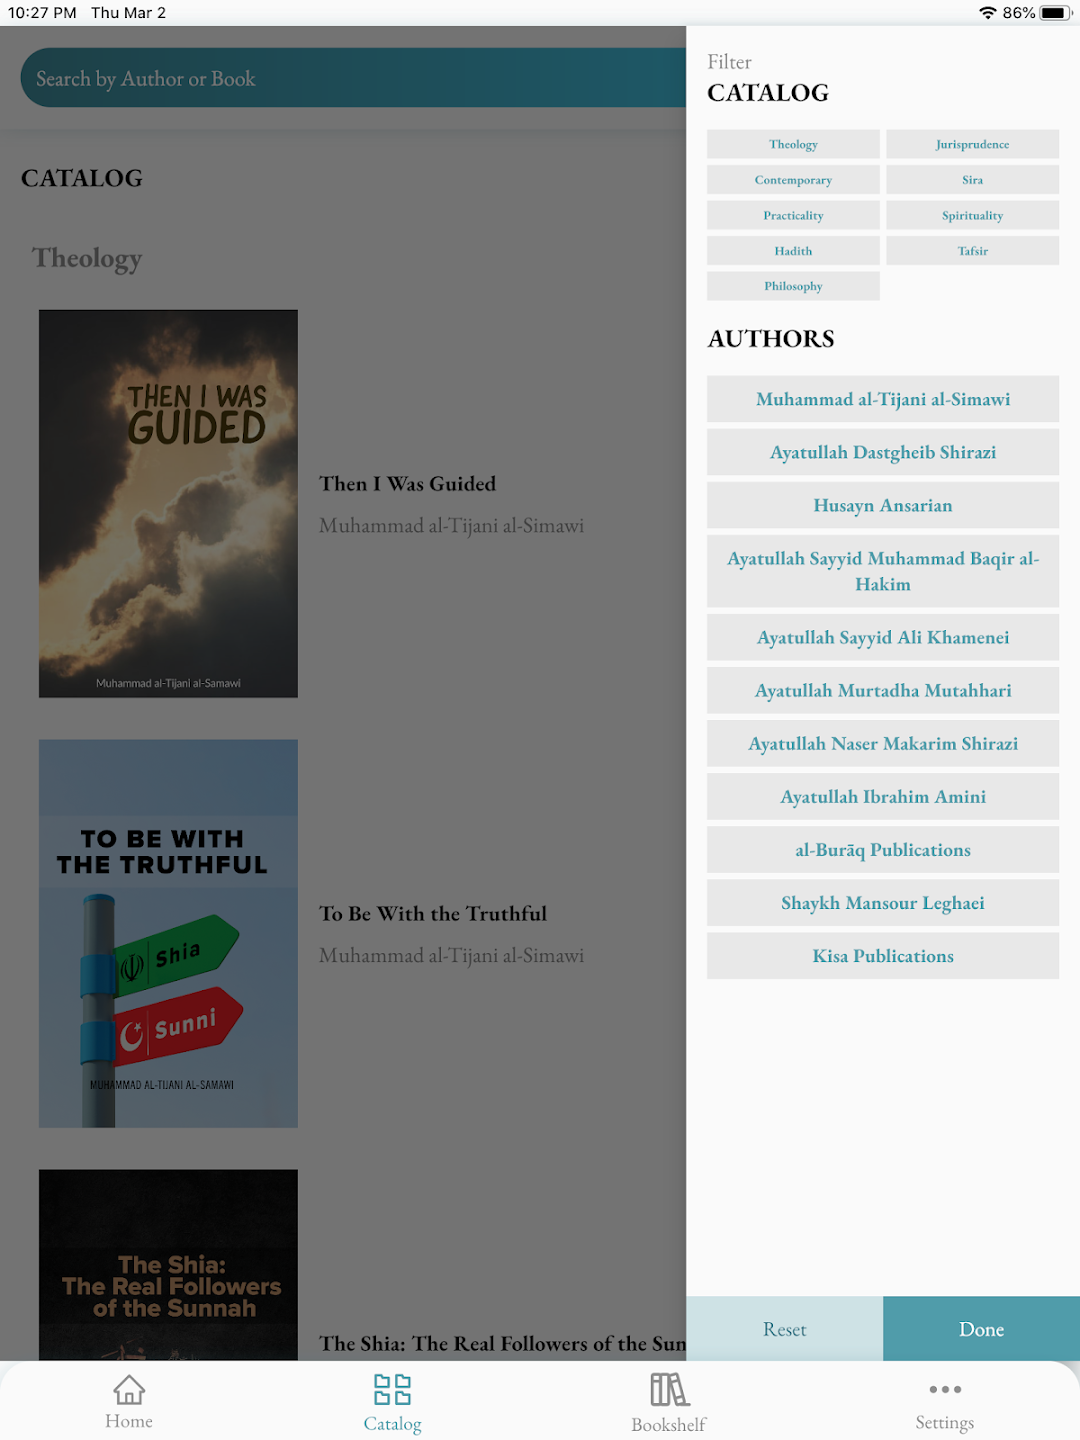 10:27 PM Thu Mar 2
86%
Search by Author or Book
CATALOG
Theology
THEN I WAS
GUIDED
Muhammad al-Tijani al-Samawi
Then I Was Guided
Muhammad al-Tijani al-Simawi
TO BE WITH
THE TRUTHFUL
Shia
Sunni
MUHAMMAD AL-TIJANI AL-SAMAWI
To Be With the Truthful
Muhammad al-Tijani al-Simawi
The Shia:
The Real Followers
of the Sunnah
The Shia: The Real Followers of the Sun
Filter
CATALOG
Theology Jurisprudence
Contemporary Sira
Practicality Spirituality
Hadith Tafsir
Philosophy
AUTHORS
Muhammad al-Tijani al-Simawi
Ayatullah Dastgheib Shirazi
Husayn Ansarian
Ayatullah Sayyid Muhammad Baqir al-
Hakim
Ayatullah Sayyid Ali Khamenei
Ayatullah Murtadha Mutahhari
Ayatullah Naser Makarim Shirazi
Ayatullah Ibrahim Amini
al-Burāq Publications
Shaykh Mansour Leghaei
Kisa Publications
Reset Done
Home Catalog Bookshelf Settings